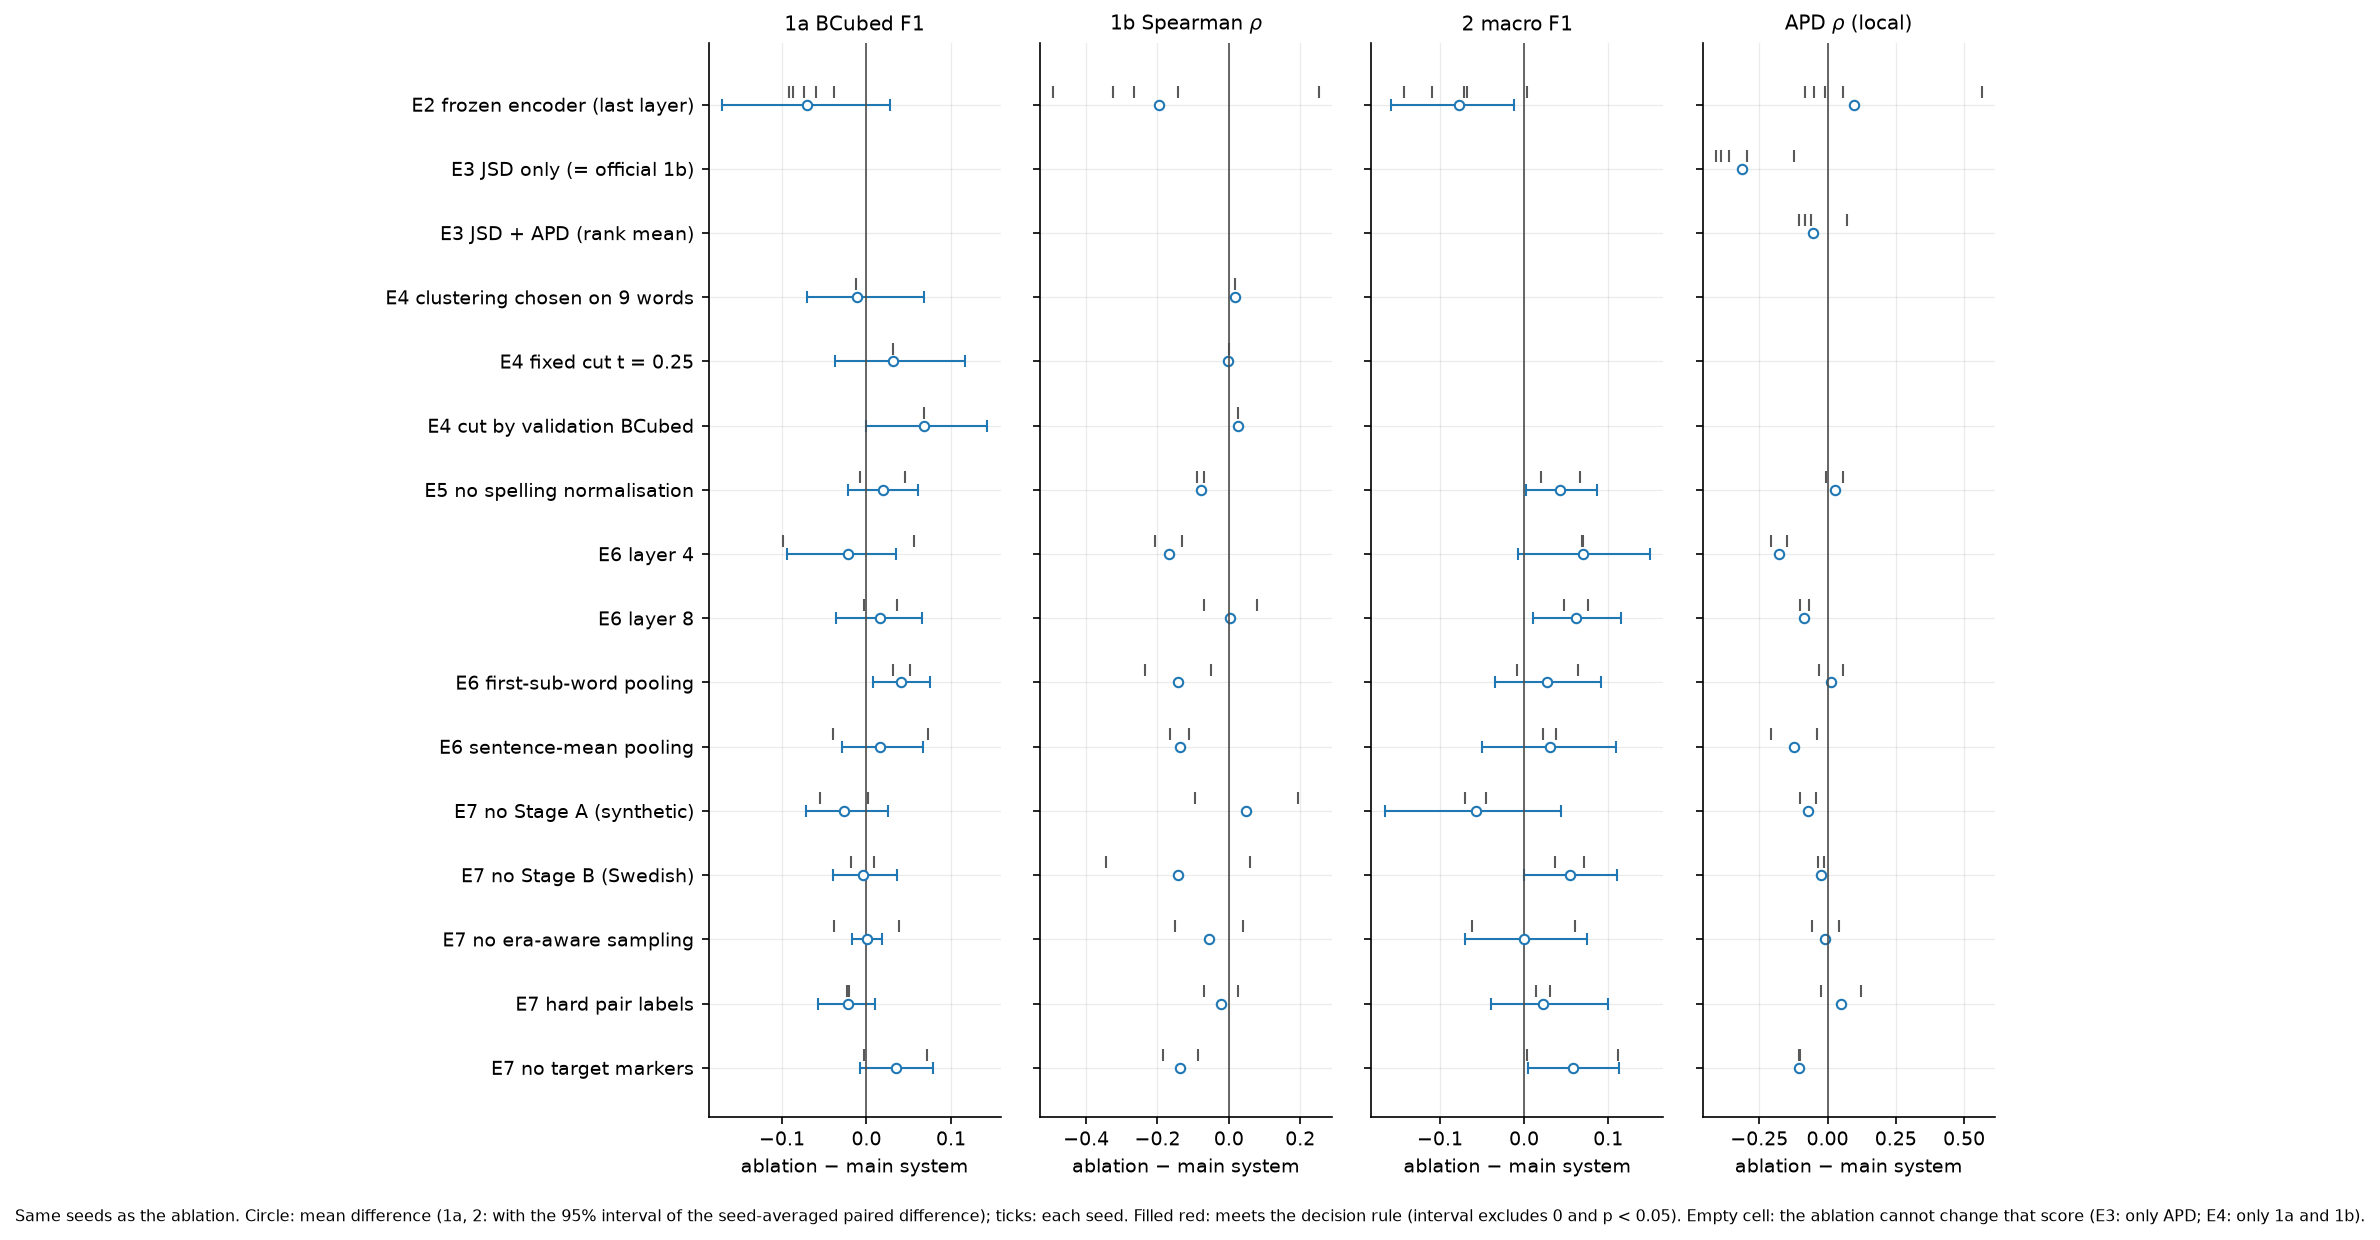 1a BCubed F1
1b Spearman ρ
2 macro F1
APD ρ (local)
E2 frozen encoder (last layer)
E3 JSD only (= official 1b)
E3 JSD + APD (rank mean)
E4 clustering chosen on 9 words
E4 fixed cut t = 0.25
E4 cut by validation BCubed
E5 no spelling normalisation
E6 layer 4
E6 layer 8
E6 first-sub-word pooling
E6 sentence-mean pooling
E7 no Stage A (synthetic)
E7 no Stage B (Swedish)
E7 no era-aware sampling
E7 hard pair labels
E7 no target markers
−0.1 0.0 0.1
−0.4 −0.2 0.0 0.2
−0.1 0.0 0.1
−0.25 0.00 0.25 0.50
ablation − main system
ablation − main system
ablation − main system
ablation − main system
Same seeds as the ablation. Circle: mean difference (1a, 2: with the 95% interval of the seed-averaged paired difference); ticks: each seed. Filled red: meets the decision rule (interval excludes 0 and p < 0.05). Empty cell: the ablation cannot change that score (E3: only APD; E4: only 1a and 1b).